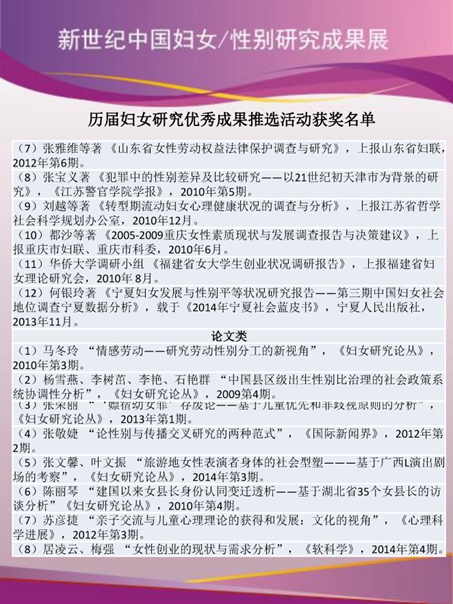 新世纪中国妇女/性别研究成果展
历届妇女研究优秀成果推选活动获奖名单
（7）张雅维等著《山东省女性劳动权益法律保护调查与研究》，上报山东省妇联，
2012年第6期。
（8）张宝义著《犯罪中的性别差异及比较研究——以21世纪初天津市为背景的研
究》，《江苏警官学院学报》，2010年第5期。
（9）刘越等著《转型期流动妇女心理健康状况的调查与分析》，上报江苏省哲学
社会科学规划办公室，2010年12月。
（10）都沙等著《2005-2009重庆女性素质现状与发展调查报告与决策建议》，上
报重庆市妇联、重庆市科委，2010年6月。
（11）华侨大学调研小组《福建省女大学生创业状况调研报告》，上报福建省妇
女理论研究会，2010年 8月。
（12）何银玲著《宁夏妇女发展与性别平等状况研究报告——第三期中国妇女社会
地位调查宁夏数据分析》，载于《2014年宁夏社会蓝皮书》，宁夏人民出版社，
2013年11月。
论文类
（1）马冬玲 “情感劳动——研究劳动性别分工的新视角”，《妇女研究论丛》，
2010年第3期。
（2）杨雪燕、李树茁、李艳、石艳群 “中国县区级出生性别比治理的社会政策系
统协调性分析”，《妇女研究论丛》，2009第4期。
（3）张荣丽 “‘嫖宿幼女罪’存废论——基于儿童优先和非歧视原则的分析”，
《妇女研究论丛》，2013年第1期。
（4）张敬婕 “论性别与传播交叉研究的两种范式”，《国际新闻界》，2012年第
2期。
（5）张文馨、叶文振 “旅游地女性表演者身体的社会型塑———基于广西L演出剧
场的考察”，《妇女研究论丛》，2014年第3期。
（6）陈丽琴 “建国以来女县长身份认同变迁透析——基于湖北省35个女县长的访
谈分析”《妇女研究论丛》，2010年第4期。
（7）苏彦捷 “亲子交流与儿童心理理论的获得和发展：文化的视角”，《心理科
学进展》，2012年第3期。
（8）居凌云、梅强 “女性创业的现状与需求分析”，《软科学》，2014年第4期。